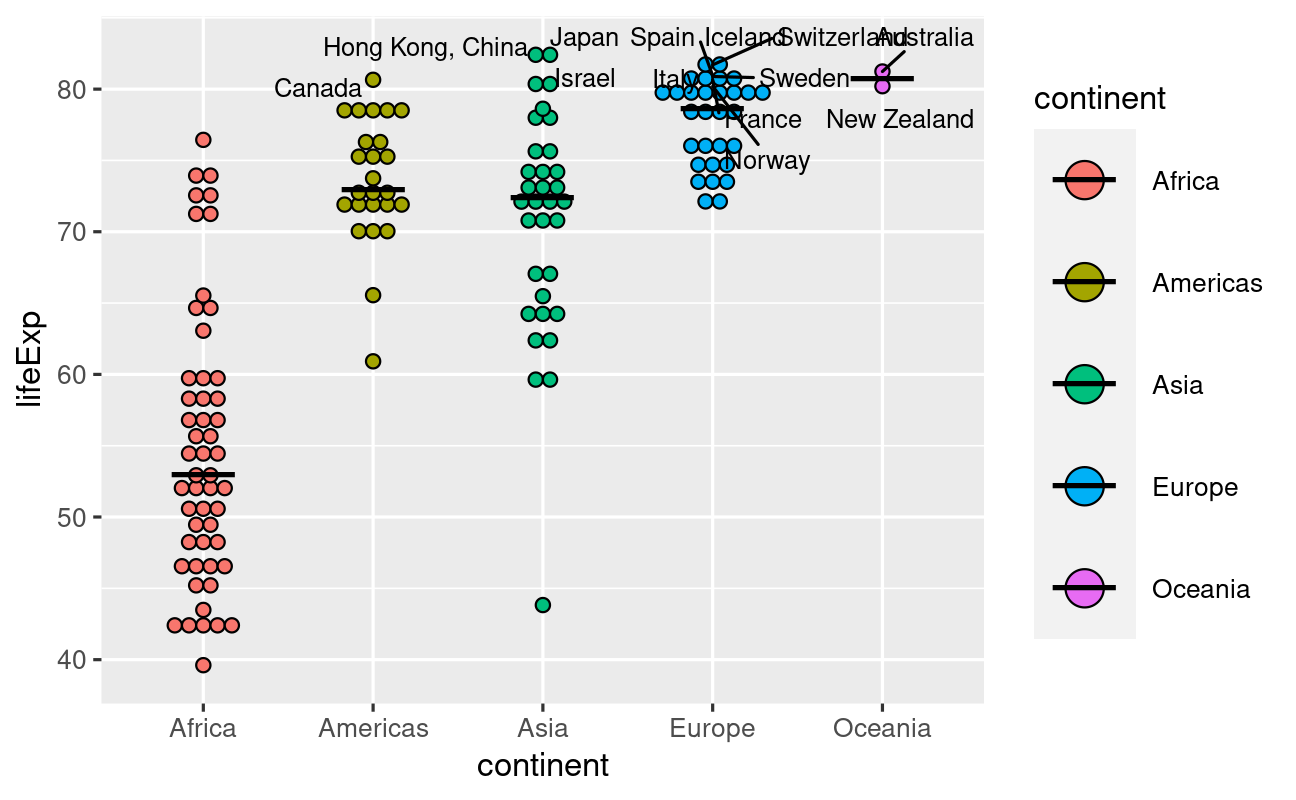 Hong Kong, China
Japan
Spain
Iceland
Switzerland
Australia
Canada
Israel
Italy
Sweden
France
New Zealand
Norway
80
70
60
50
40
lifeExp
Africa
Americas
Asia
Europe
Oceania
continent
continent
Africa
Americas
Asia
Europe
Oceania